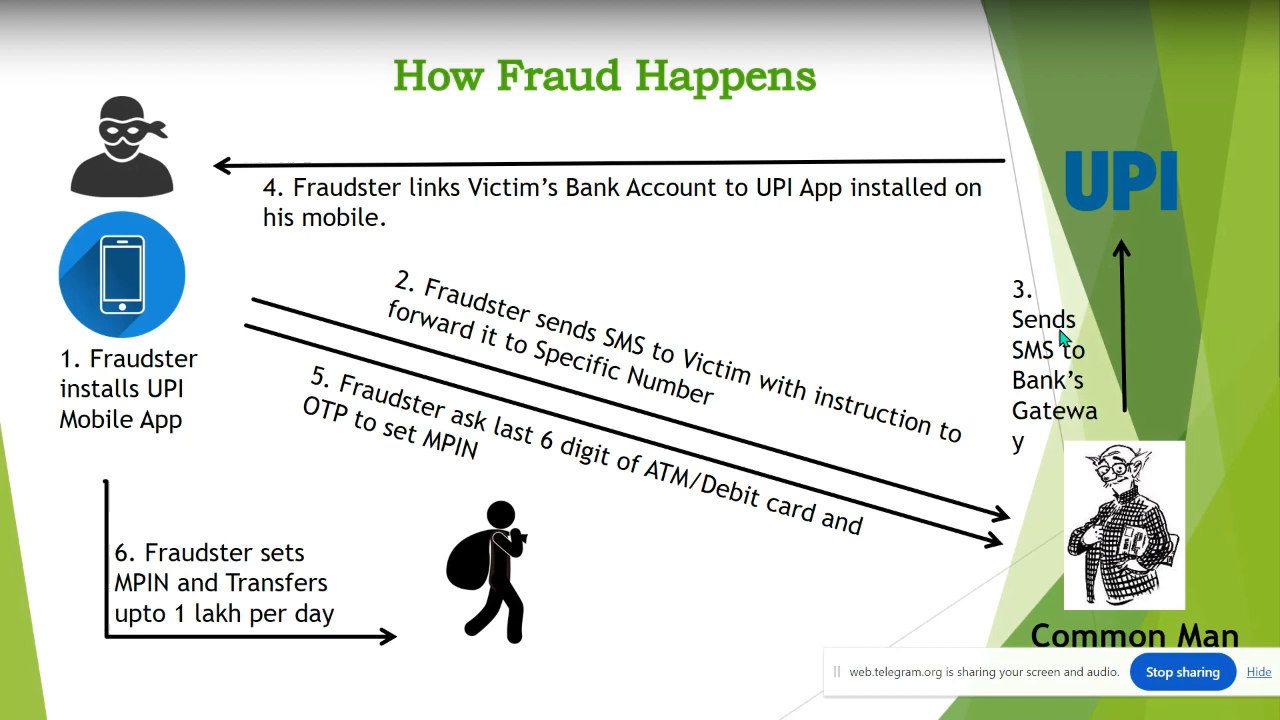 How Fraud Happens
4. Fraudster links Victim's Bank Account to UPI App installed on
his mobile.
UPI
2. Fraudster sends SMS to Victim with instruction to
forward it to Specific Number
3.
Sends
SMS to
Bank's
Gatewa
y
1. Fraudster
installs UPI
Mobile App
5. Fraudster ask last 6 digit of ATM/Debit card and
OTP to set MPIN
6. Fraudster sets
MPIN and Transfers
upto 1 lakh per day
Common Man
web.telegram.org is sharing your screen and audio.
Stop sharing
Hide